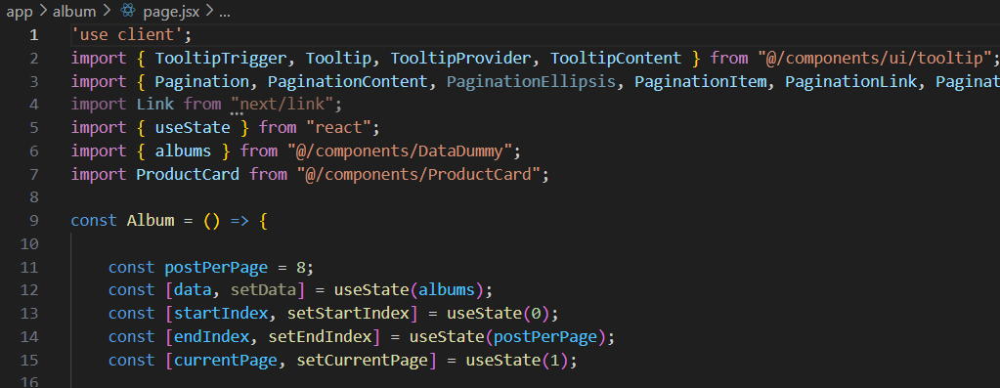 app > album > page.jsx > ...
1 'use client';
2 import { TooltipTrigger, Tooltip, TooltipProvider, TooltipContent } from "@/components/ui/tooltip";
3 import { Pagination, PaginationContent, PaginationEllipsis, PaginationItem, PaginationLink, Paginat
4 import Link from "next/link";
5 import { useState } from "react";
6 import { albums } from "@/components/DataDummy";
7 import ProductCard from "@/components/ProductCard";
8
9 const Album = () => {
10
11 const postPerPage = 8;
12 const [data, setData] = useState(albums);
13 const [startIndex, setStartIndex] = useState(0);
14 const [endIndex, setEndIndex] = useState(postPerPage);
15 const [currentPage, setCurrentPage] = useState(1);
16